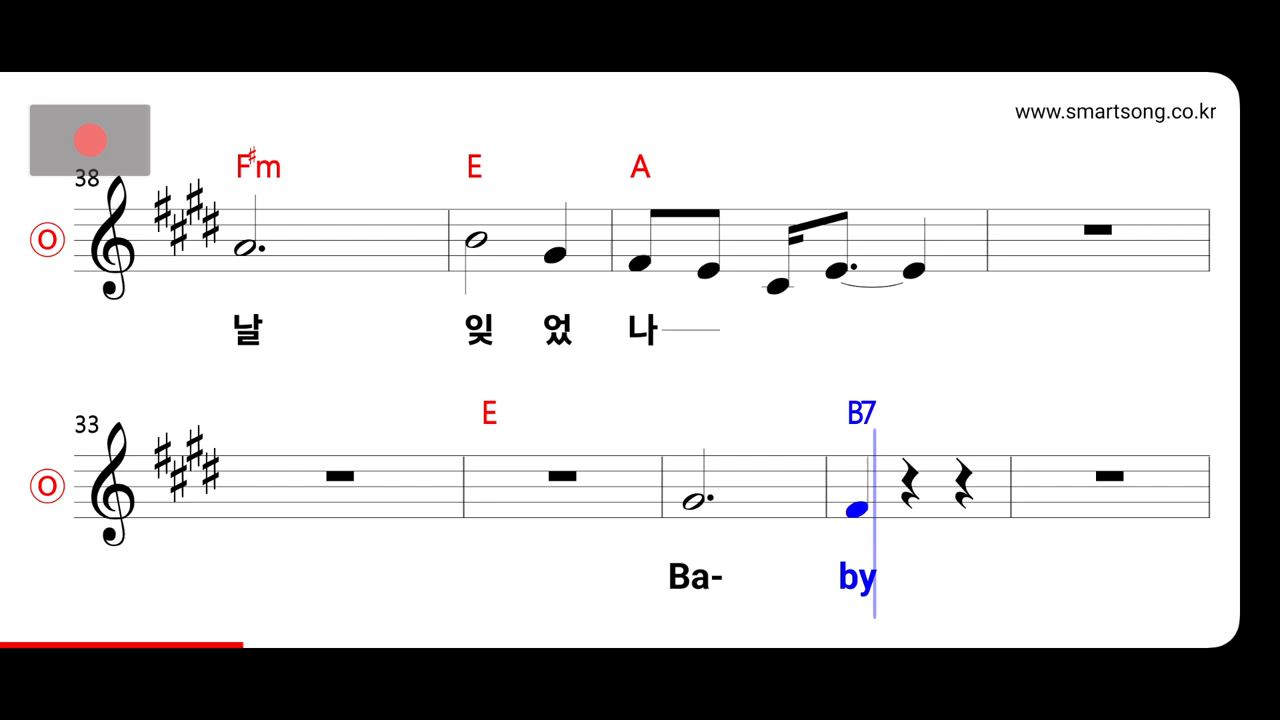 www.smartsong.co.kr
38
F♯m E A
O
날 잊 었 나
33
E B7
O
Ba- by